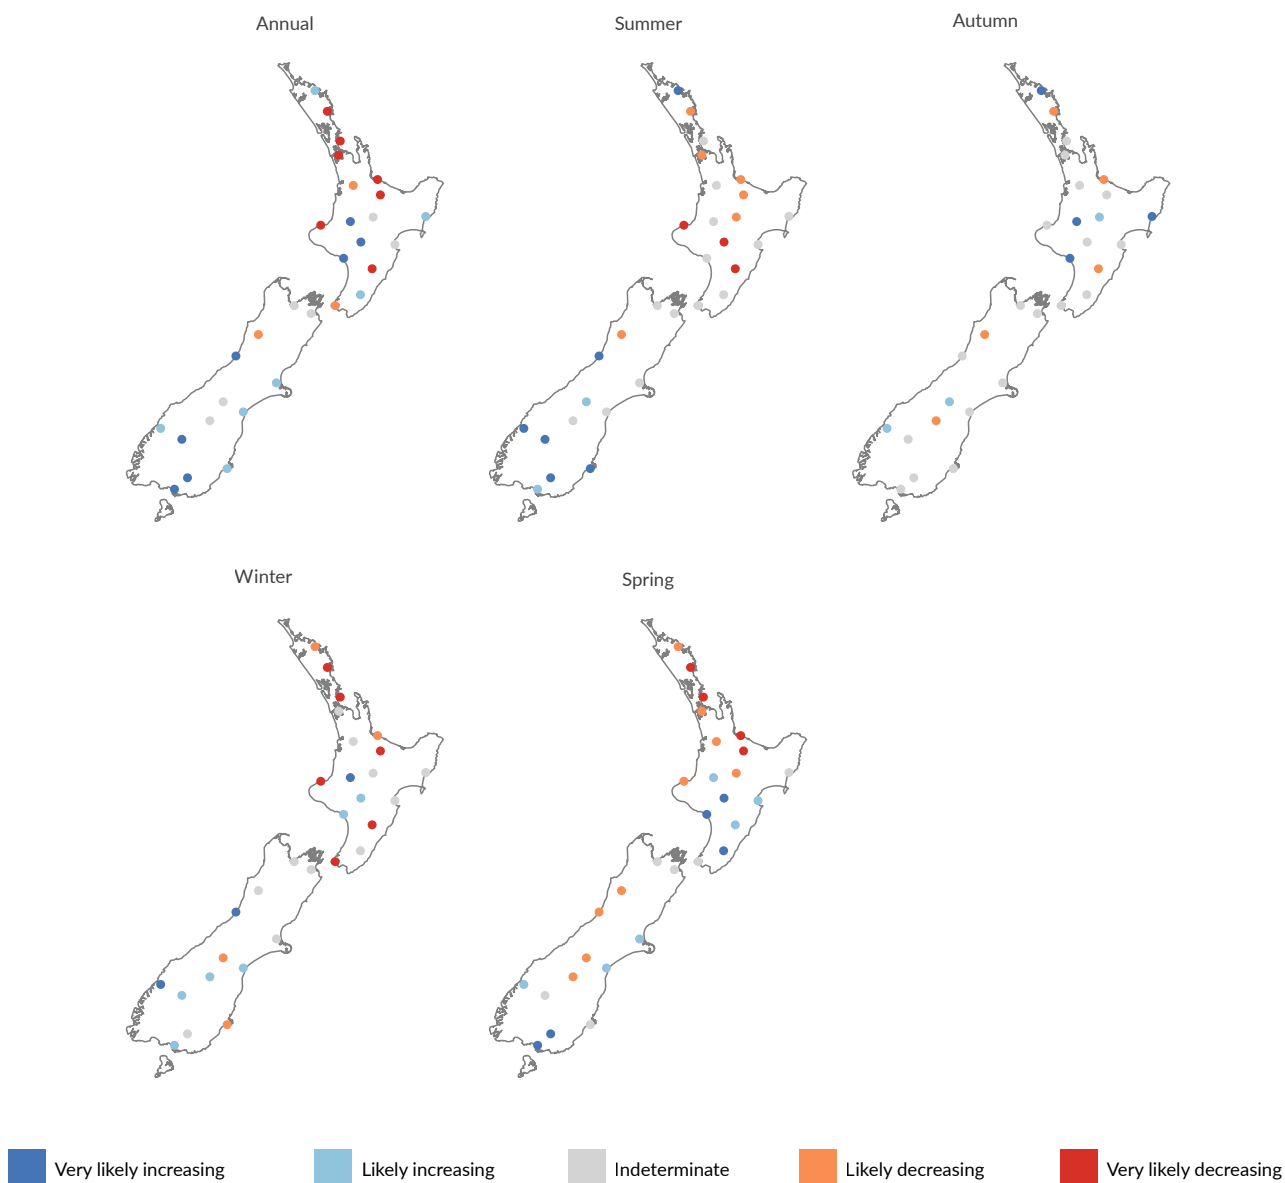 Annual
Summer
Autumn
Winter
Spring
Very likely increasing
Likely increasing
Indeterminate
Likely decreasing
Very likely decreasing